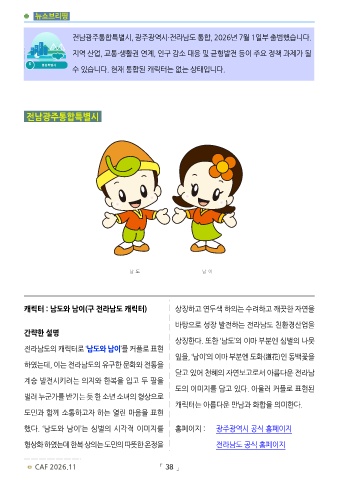 뉴스브리핑
전남광주통합특별시, 광주광역시·전라남도 통합, 2026년 7월 1일부 출범했습니다.
지역 산업, 교통·생활권 연계, 인구 감소 대응 및 균형발전 등이 주요 정책 과제가 될
수 있습니다. 현재 통합된 캐릭터는 없는 상태입니다.
전남광주통합특별시
남 도
남 이
캐릭터 : 남도와 남이(구 전라남도 캐릭터)
간략한 설명
전라남도의 캐릭터로 '남도와 남이'를 커플로 표현
하였는데, 이는 전라남도의 유구한 문화와 전통을
계승 발전시키려는 의지와 한복을 입고 두 팔을
벌려 누군가를 반기는 듯 한 소년 소녀의 형상으로
도민과 함께 소통하고자 하는 열린 마음을 표현
했다. '남도와 남이'는 심벌의 시각적 이미지를
형상화 하였는데 한복 상의는 도민의 따뜻한 온정을
상징하고 연두색 하의는 수려하고 깨끗한 자연을
바탕으로 성장 발전하는 전라남도 친환경산업을
상징한다. 또한 '남도'의 이마 부분엔 심벌의 나뭇
잎을, '남이'의 이마 부분엔 도화(道花)인 동백꽃을
달고 있어 천혜의 자연보고로서 아름다운 전라남
도의 이미지를 담고 있다. 아울러 커플로 표현된
캐릭터는 아름다운 만남과 화합을 의미한다.
홈페이지 : 광주광역시 공식 홈페이지
전라남도 공식 홈페이지
CAF 2026.11
「 38 」